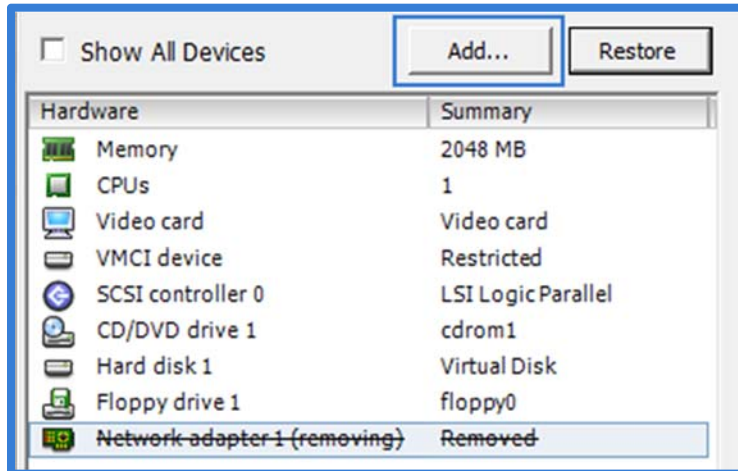 Show All Devices Add... Restore
Hardware Summary
Memory 2048 MB
CPUs 1
Video card Video card
VMCI device Restricted
SCSI controller 0 LSI Logic Parallel
CD/DVD drive 1 cdrom1
Hard disk 1 Virtual Disk
Floppy drive 1 floppy0
Network adapter 1 (removing) Removed